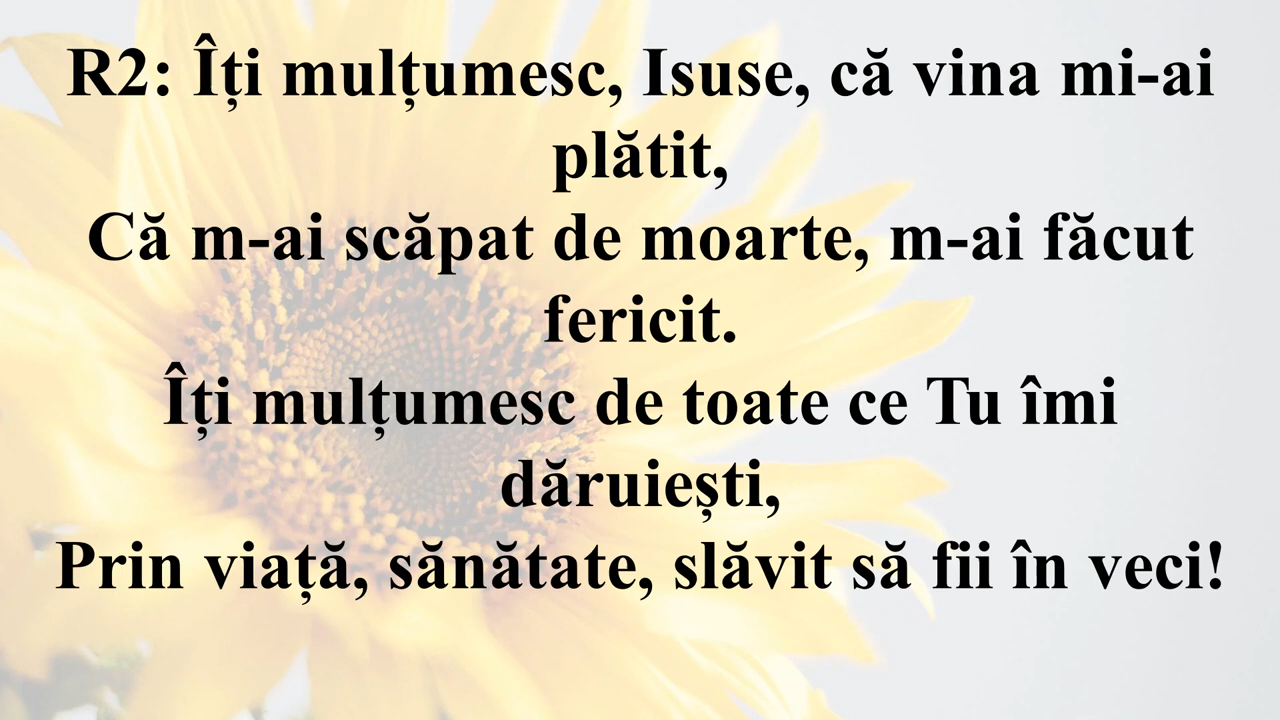 R2: Îți mulțumesc, Isuse, că vina mi-ai
plătit,
Că m-ai scăpat de moarte, m-ai făcut
fericit.
Îți mulțumesc de toate ce Tu îmi
dăruiești,
Prin viață, sănătate, slăvit să fii în veci!